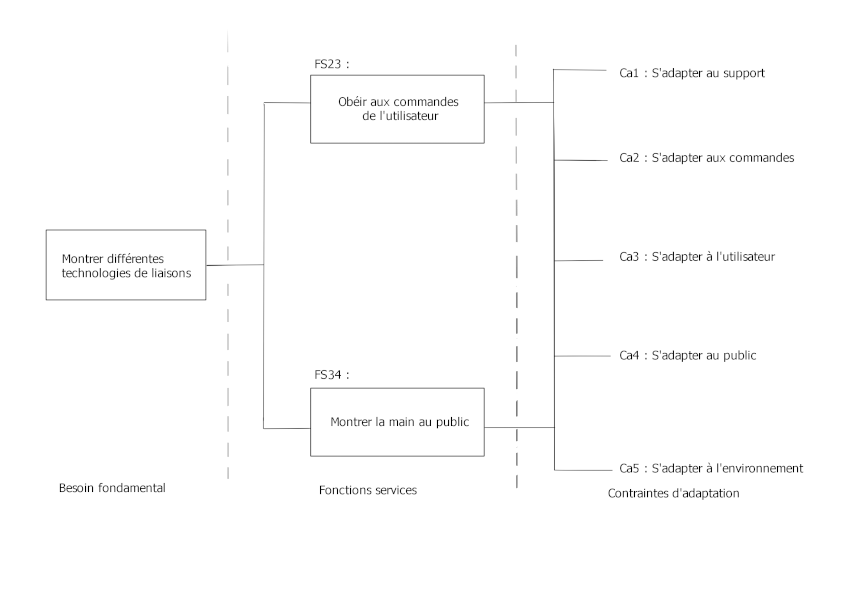 FS23 :
Obéir aux commandes
de l'utilisateur
Ca1 : S'adapter au support
Ca2 : S'adapter aux commandes
Montrer différentes
technologies de liaisons
Ca3 : S'adapter à l'utilisateur
Ca4 : S'adapter au public
FS34 :
Montrer la main au public
Ca5 : S'adapter à l'environnement
Besoin fondamental
Fonctions services
Contraintes d'adaptation